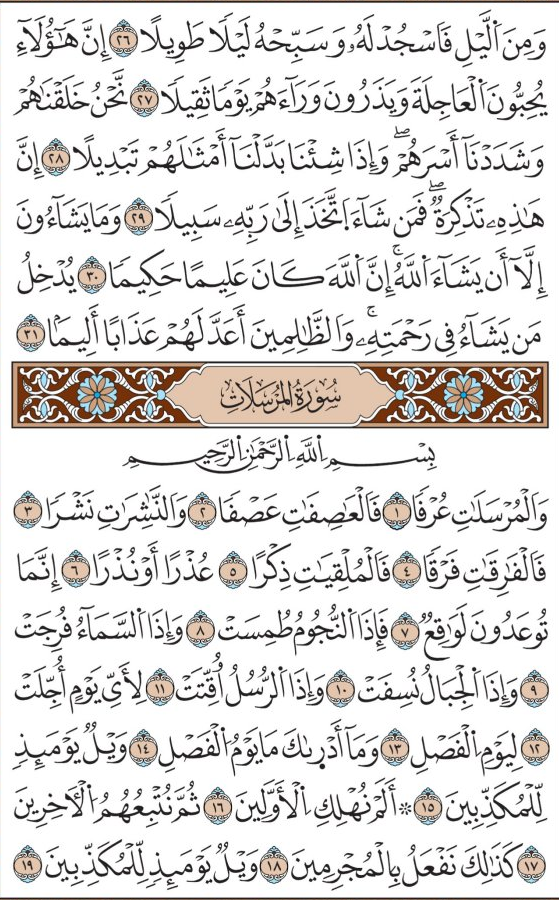 وَمِنَ ٱلَّيۡلِ فَٱسۡجُدۡ لَهُۥ وَسَبِّحۡهُ لَيۡلٗا طَوِيلًا ٢٦ إِنَّ هَٰٓؤُلَآءِ
يُحِبُّونَ ٱلۡعَاجِلَةَ وَيَذَرُونَ وَرَآءَهُمۡ يَوۡمٗا ثَقِيلٗا ٢٧ نَّحۡنُ خَلَقۡنَٰهُمۡ
وَشَدَدۡنَآ أَسۡرَهُمۡۖ وَإِذَا شِئۡنَا بَدَّلۡنَآ أَمۡثَٰلَهُمۡ تَبۡدِيلًا ٢٨ إِنَّ
هَٰذِهِۦ تَذۡكِرَةٞۖ فَمَن شَآءَ ٱتَّخَذَ إِلَىٰ رَبِّهِۦ سَبِيلٗا ٢٩ وَمَا تَشَآءُونَ
إِلَّآ أَن يَشَآءَ ٱللَّهُۚ إِنَّ ٱللَّهَ كَانَ عَلِيمًا حَكِيمٗا ٣٠ يُدۡخِلُ
مَن يَشَآءُ فِي رَحۡمَتِهِۦۚ وَٱلظَّٰلِمِينَ أَعَدَّ لَهُمۡ عَذَابًا أَلِيمَۢا ٣١
سُورَةُ المُرۡسَلَاتِ
بِسۡمِ ٱللَّهِ ٱلرَّحۡمَٰنِ ٱلرَّحِيمِ
وَٱلۡمُرۡسَلَٰتِ عُرۡفٗا ١ فَٱلۡعَٰصِفَٰتِ عَصۡفٗا ٢ وَٱلنَّٰشِرَٰتِ نَشۡرٗا ٣
فَٱلۡفَٰرِقَٰتِ فَرۡقٗا ٤ فَٱلۡمُلۡقِيَٰتِ ذِكۡرًا ٥ عُذۡرًا أَوۡ نُذۡرًا ٦ إِنَّمَا
تُوعَدُونَ لَوَٰقِعٞ ٧ فَإِذَا ٱلنُّجُومُ طُمِسَتۡ ٨ وَإِذَا ٱلسَّمَآءُ فُرِجَتۡ
٩ وَإِذَا ٱلۡجِبَالُ نُسِفَتۡ ١٠ وَإِذَا ٱلرُّسُلُ أُقِّتَتۡ ١١ لِأَيِّ يَوۡمٍ أُجِّلَتۡ
١٢ لِيَوۡمِ ٱلۡفَصۡلِ ١٣ وَمَآ أَدۡرَىٰكَ مَا يَوۡمُ ٱلۡفَصۡلِ ١٤ وَيۡلٞ يَوۡمَئِذٖ
لِّلۡمُكَذِّبِينَ ١٥ ۞ أَلَمۡ نُهۡلِكِ ٱلۡأَوَّلِينَ ١٦ ثُمَّ نُتۡبِعُهُمُ ٱلۡأٓخِرِينَ
١٧ كَذَٰلِكَ نَفۡعَلُ بِٱلۡمُجۡرِمِينَ ١٨ وَيۡلٞ يَوۡمَئِذٖ لِّلۡمُكَذِّبِينَ ١٩